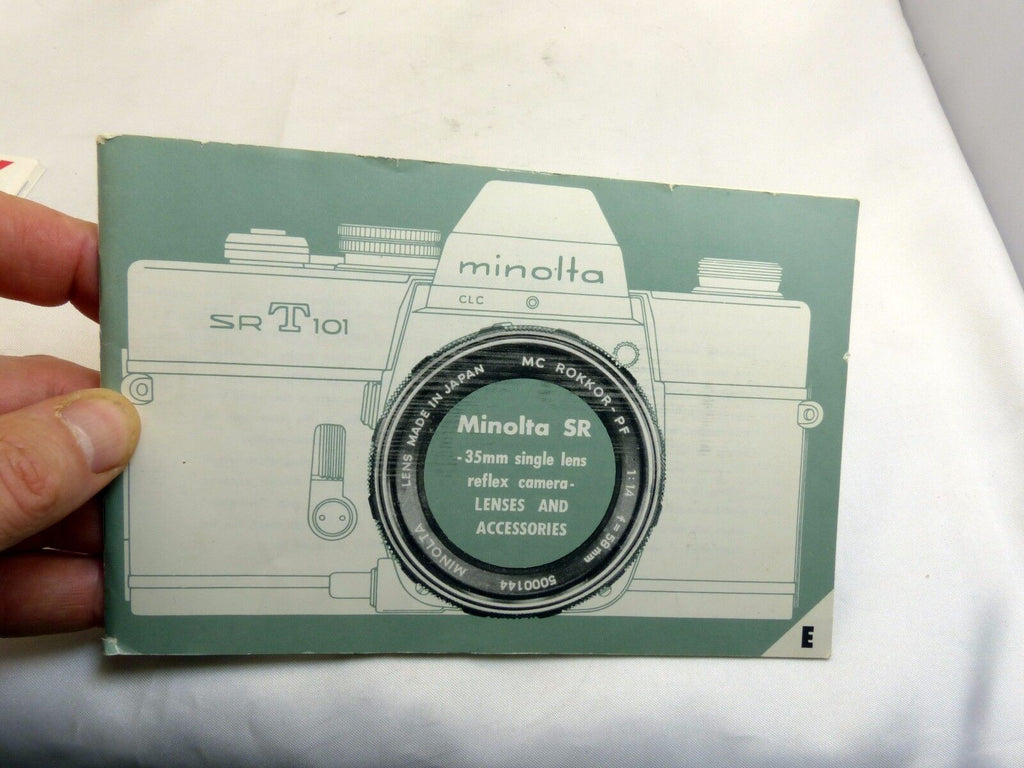 minolta
CLC
SR T 101
LENS MADE IN JAPAN MC ROKKOR-PF 1:1.4 f=58mm 5000144 MINOLTA
Minolta SR
-35mm single lens
reflex camera-
LENSES AND
ACCESSORIES
E